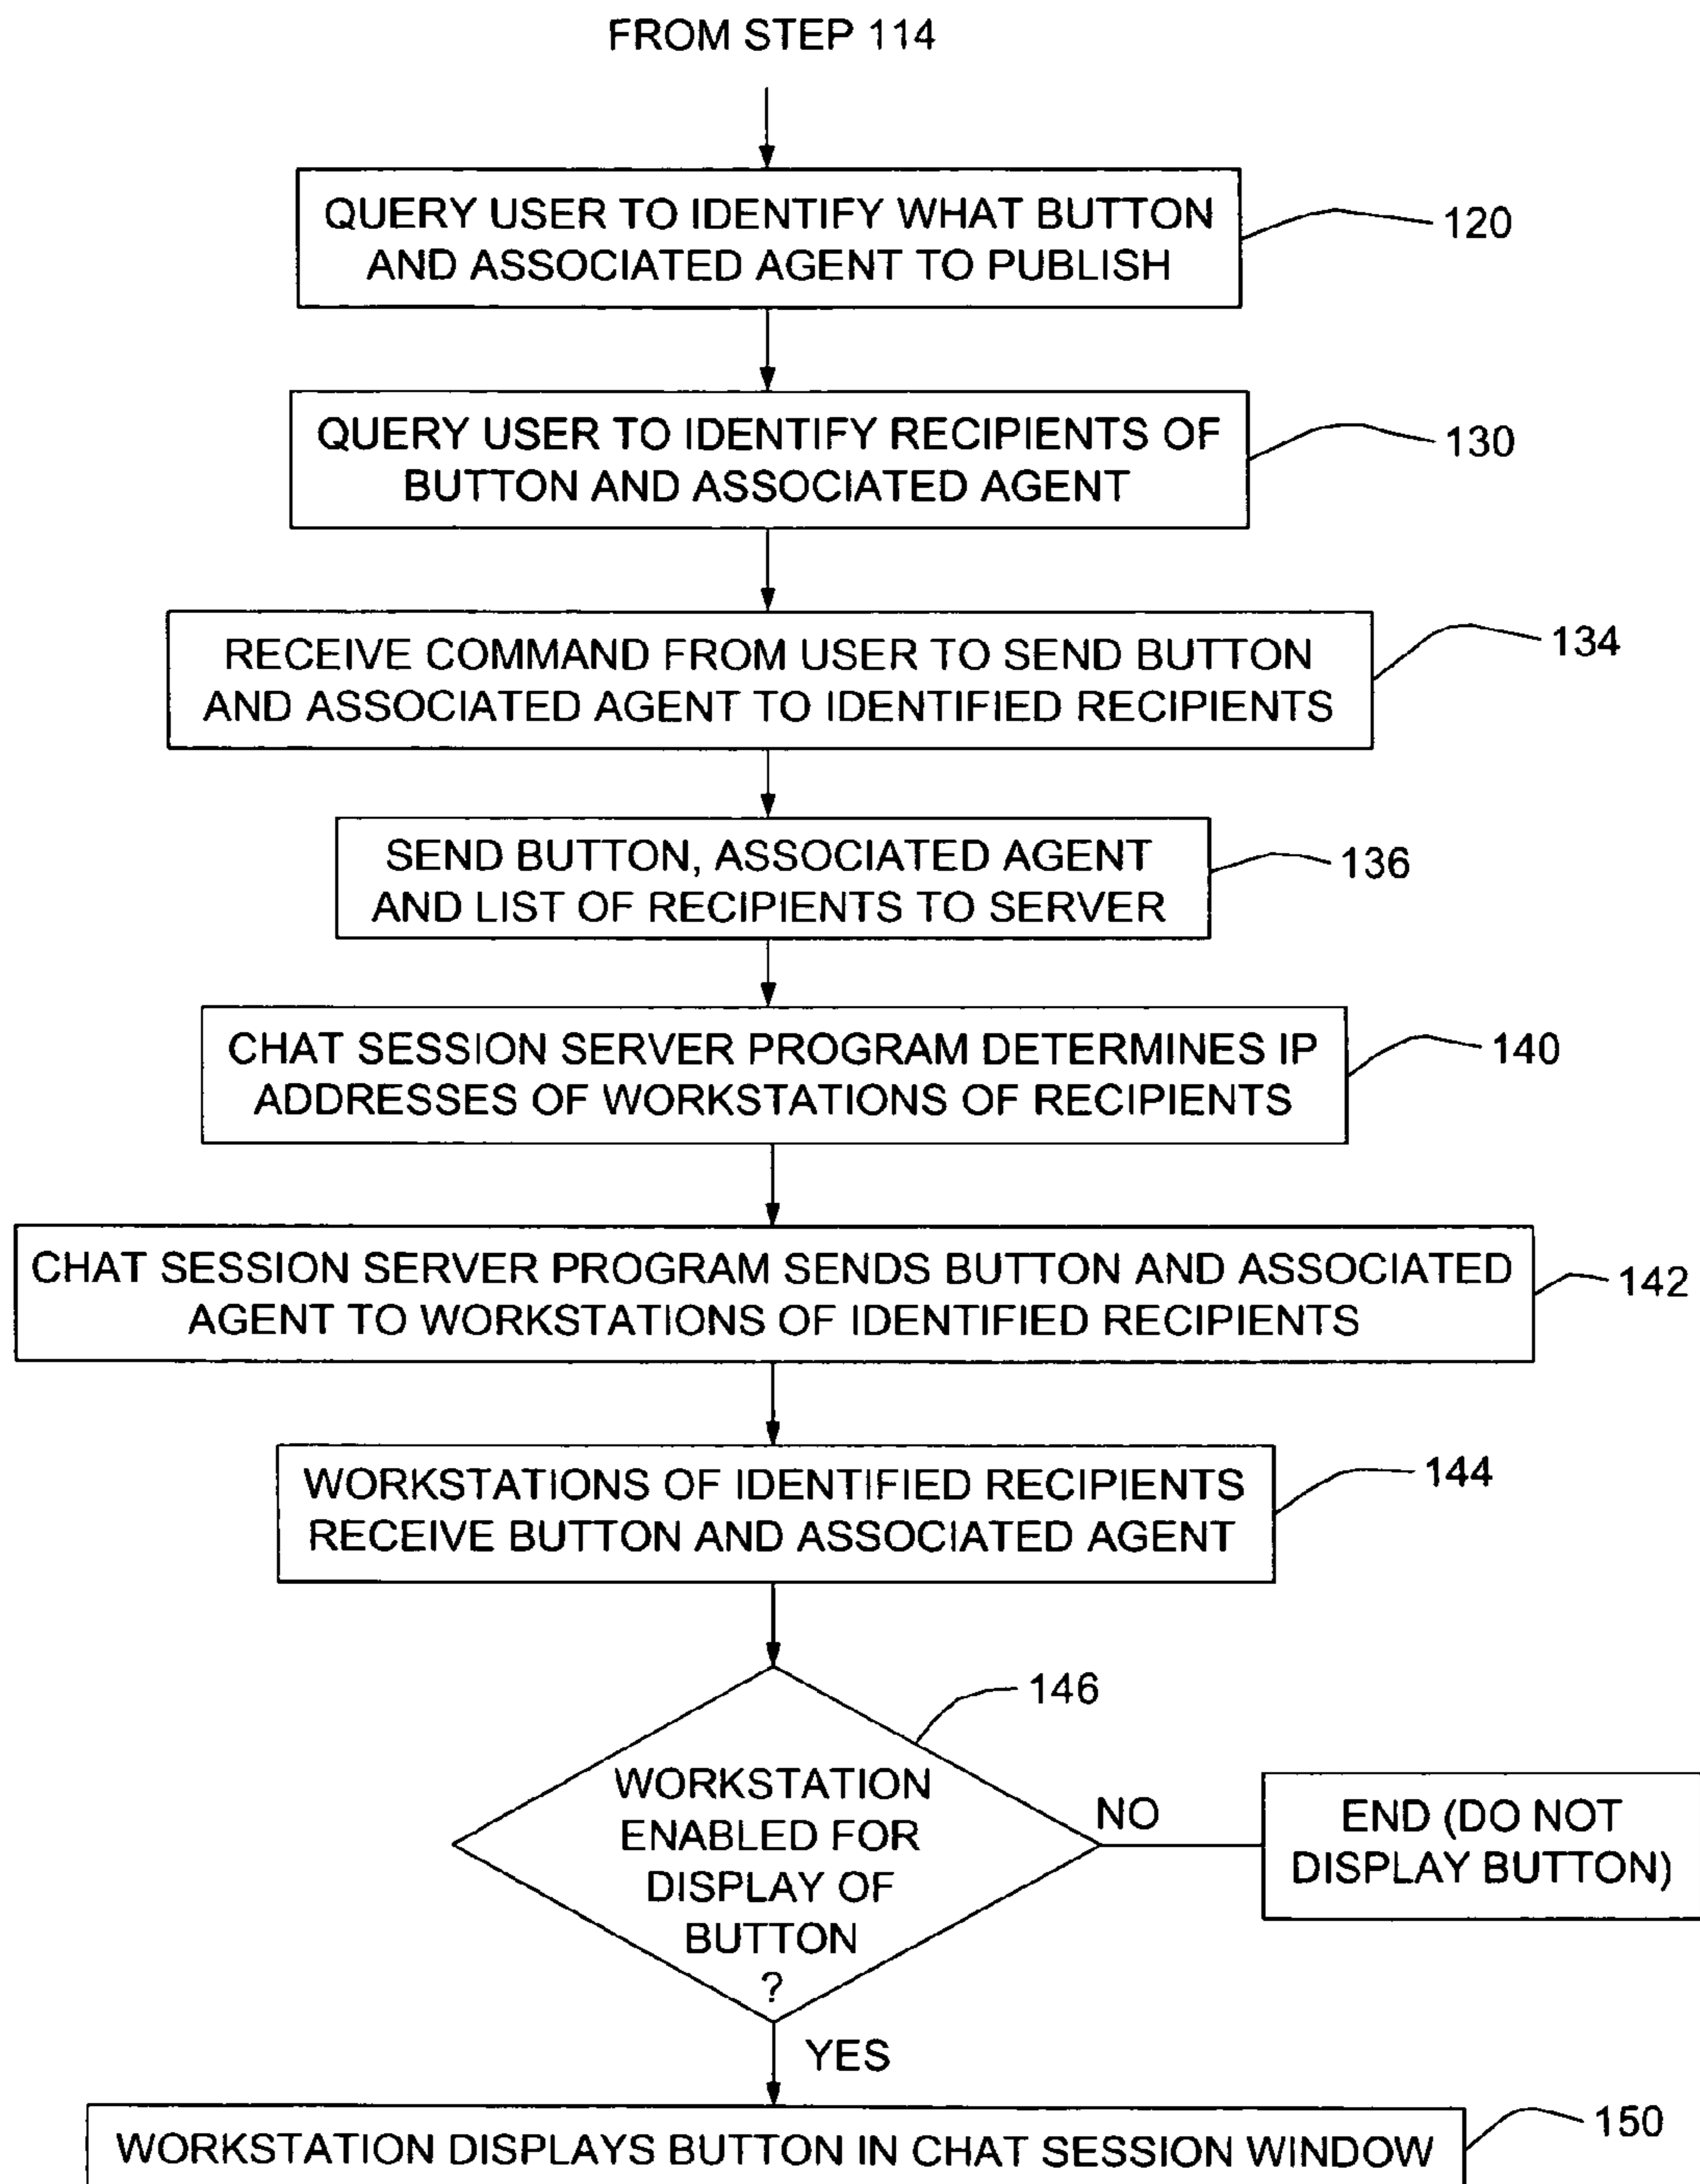 FROM STEP 114
QUERY USER TO IDENTIFY WHAT BUTTON
AND ASSOCIATED AGENT TO PUBLISH
120
QUERY USER TO IDENTIFY RECIPIENTS OF
BUTTON AND ASSOCIATED AGENT
130
RECEIVE COMMAND FROM USER TO SEND BUTTON
AND ASSOCIATED AGENT TO IDENTIFIED RECIPIENTS
134
SEND BUTTON, ASSOCIATED AGENT
AND LIST OF RECIPIENTS TO SERVER
136
CHAT SESSION SERVER PROGRAM DETERMINES IP
ADDRESSES OF WORKSTATIONS OF RECIPIENTS
140
CHAT SESSION SERVER PROGRAM SENDS BUTTON AND ASSOCIATED
AGENT TO WORKSTATIONS OF IDENTIFIED RECIPIENTS
142
WORKSTATIONS OF IDENTIFIED RECIPIENTS
RECEIVE BUTTON AND ASSOCIATED AGENT
144
146
WORKSTATION
ENABLED FOR
DISPLAY OF
BUTTON
?
NO
END (DO NOT
DISPLAY BUTTON)
YES
WORKSTATION DISPLAYS BUTTON IN CHAT SESSION WINDOW
150